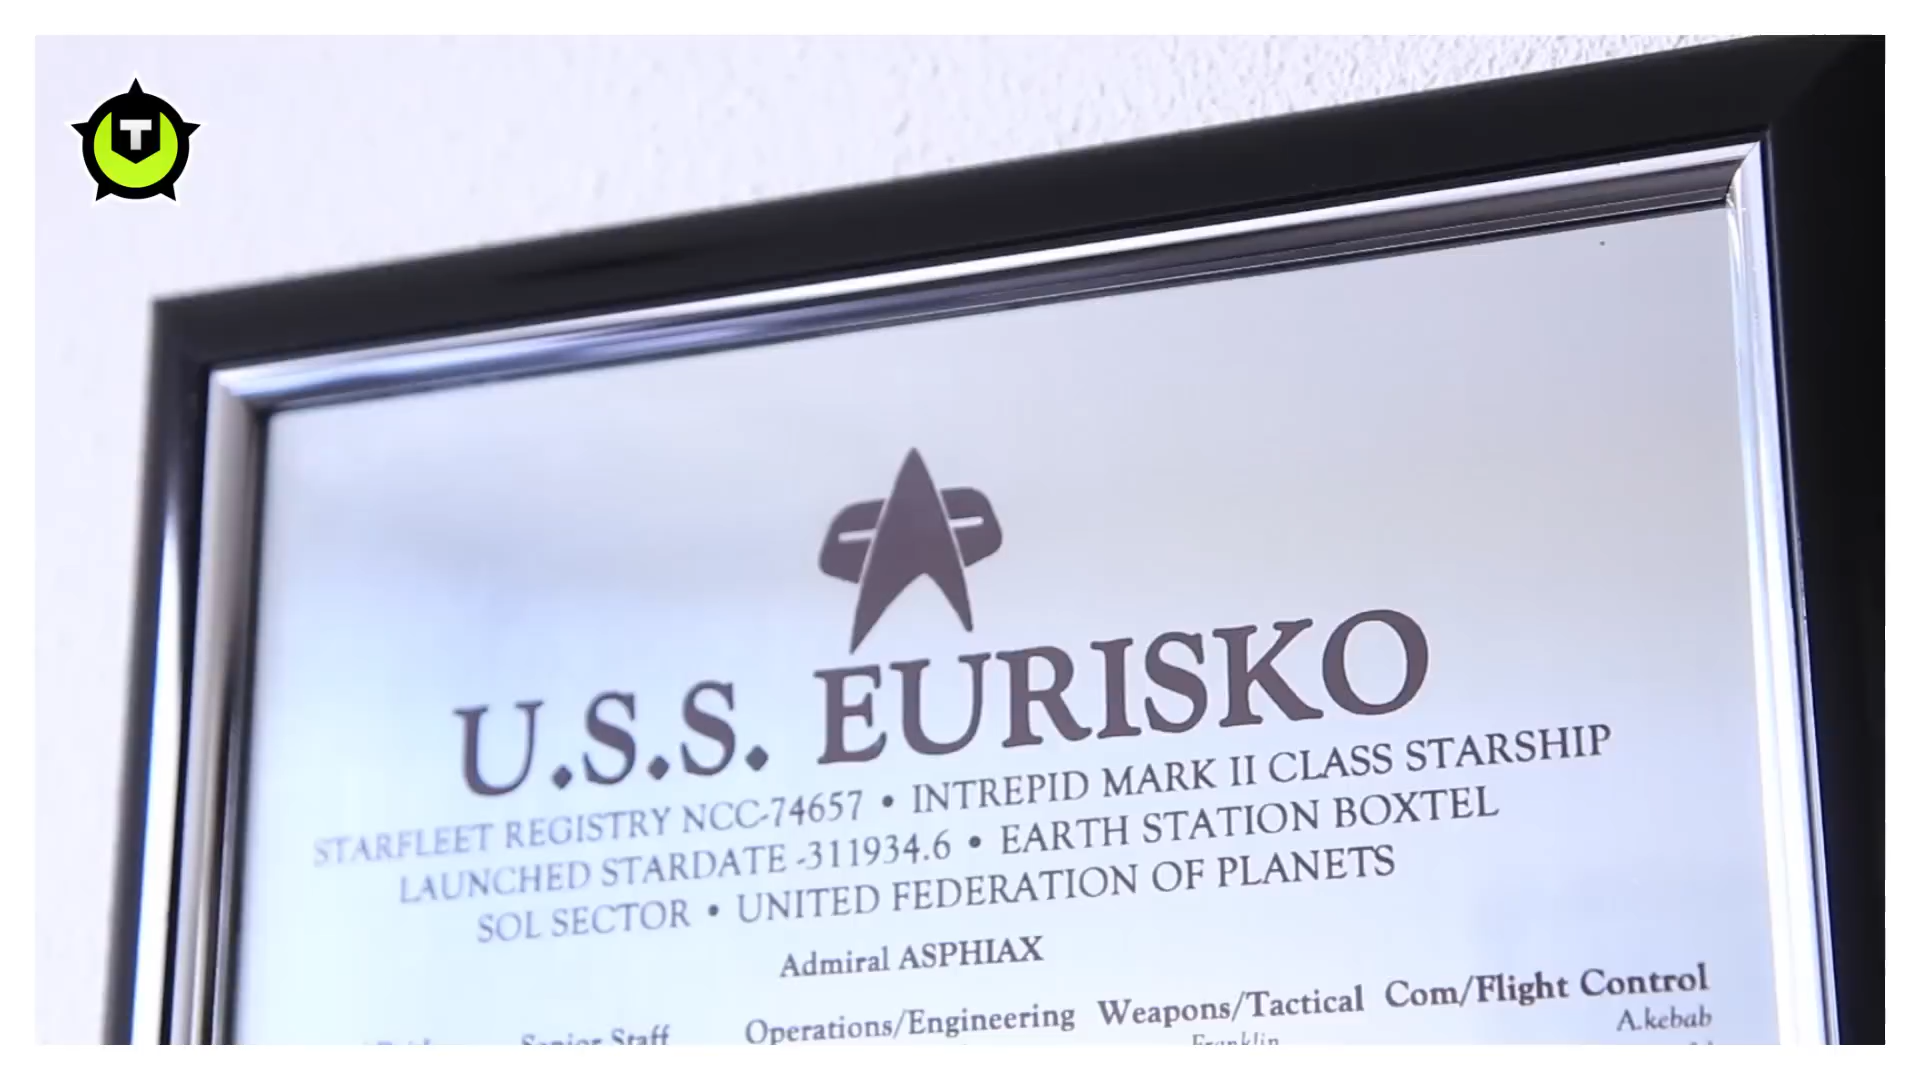 T
U.S.S. EURISKO
STARFLEET REGISTRY NCC-74657 • INTREPID MARK II CLASS STARSHIP
LAUNCHED STARDATE -311934.6 • EARTH STATION BOXTEL
SOL SECTOR • UNITED FEDERATION OF PLANETS
Admiral ASPHIAX
Senior Staff Operations/Engineering Weapons/Tactical Com/Flight Control
Franklin A.kebab